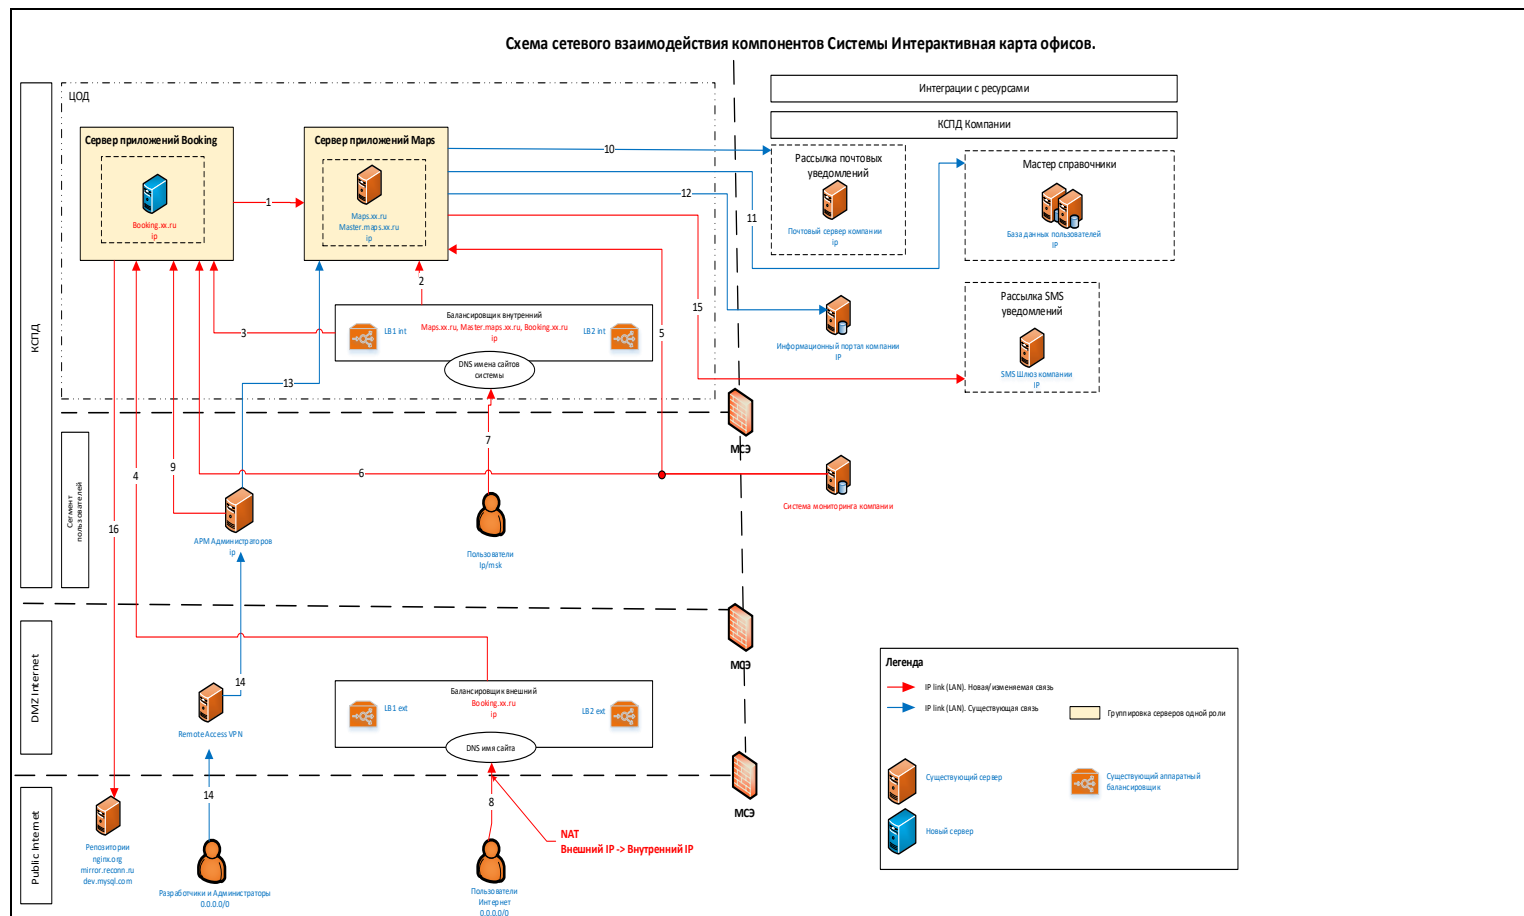 Схема сетевого взаимодействия компонентов Системы Интерактивная карта офисов.
ЦОД
КСПД
Сервер приложений Booking
Booking.xx.ru
ip
1
Сервер приложений Maps
Maps.xx.ru
Master.maps.xx.ru
ip
10
12
11
15
5
2
3
13
Балансировщик внутренний
Maps.xx.ru, Master.maps.xx.ru, Booking.xx.ru
ip
LB1 int
LB2 int
DNS имена сайтов
системы
Интеграции с ресурсами
КСПД Компании
Рассылка почтовых
уведомлений
Почтовый сервер компании
ip
Мастер справочники
База данных пользователей
IP
Информационный портал компании
IP
Рассылка SMS
уведомлений
SMS Шлюз компании
IP
МСЭ
Сегмент
пользователей
4
9
6
7
16
АРМ Администраторов
ip
Пользователи
Ip/msk
Система мониторинга компании
МСЭ
DMZ Internet
14
Remote Access VPN
Балансировщик внешний
Booking.xx.ru
ip
LB1 ext
LB2 ext
DNS имя сайта
МСЭ
Public Internet
Репозитории
nginx.org
mirror.reconn.ru
dev.mysql.com
14
Разработчики и Администраторы
0.0.0.0/0
8
NAT
Внешний IP -> Внутренний IP
Пользователи
Интернет
0.0.0.0/0
Легенда
IP link (LAN). Новая/изменяемая связь
IP link (LAN). Существующая связь
Группировка серверов одной роли
Существующий сервер
Существующий аппаратный
балансировщик
Новый сервер